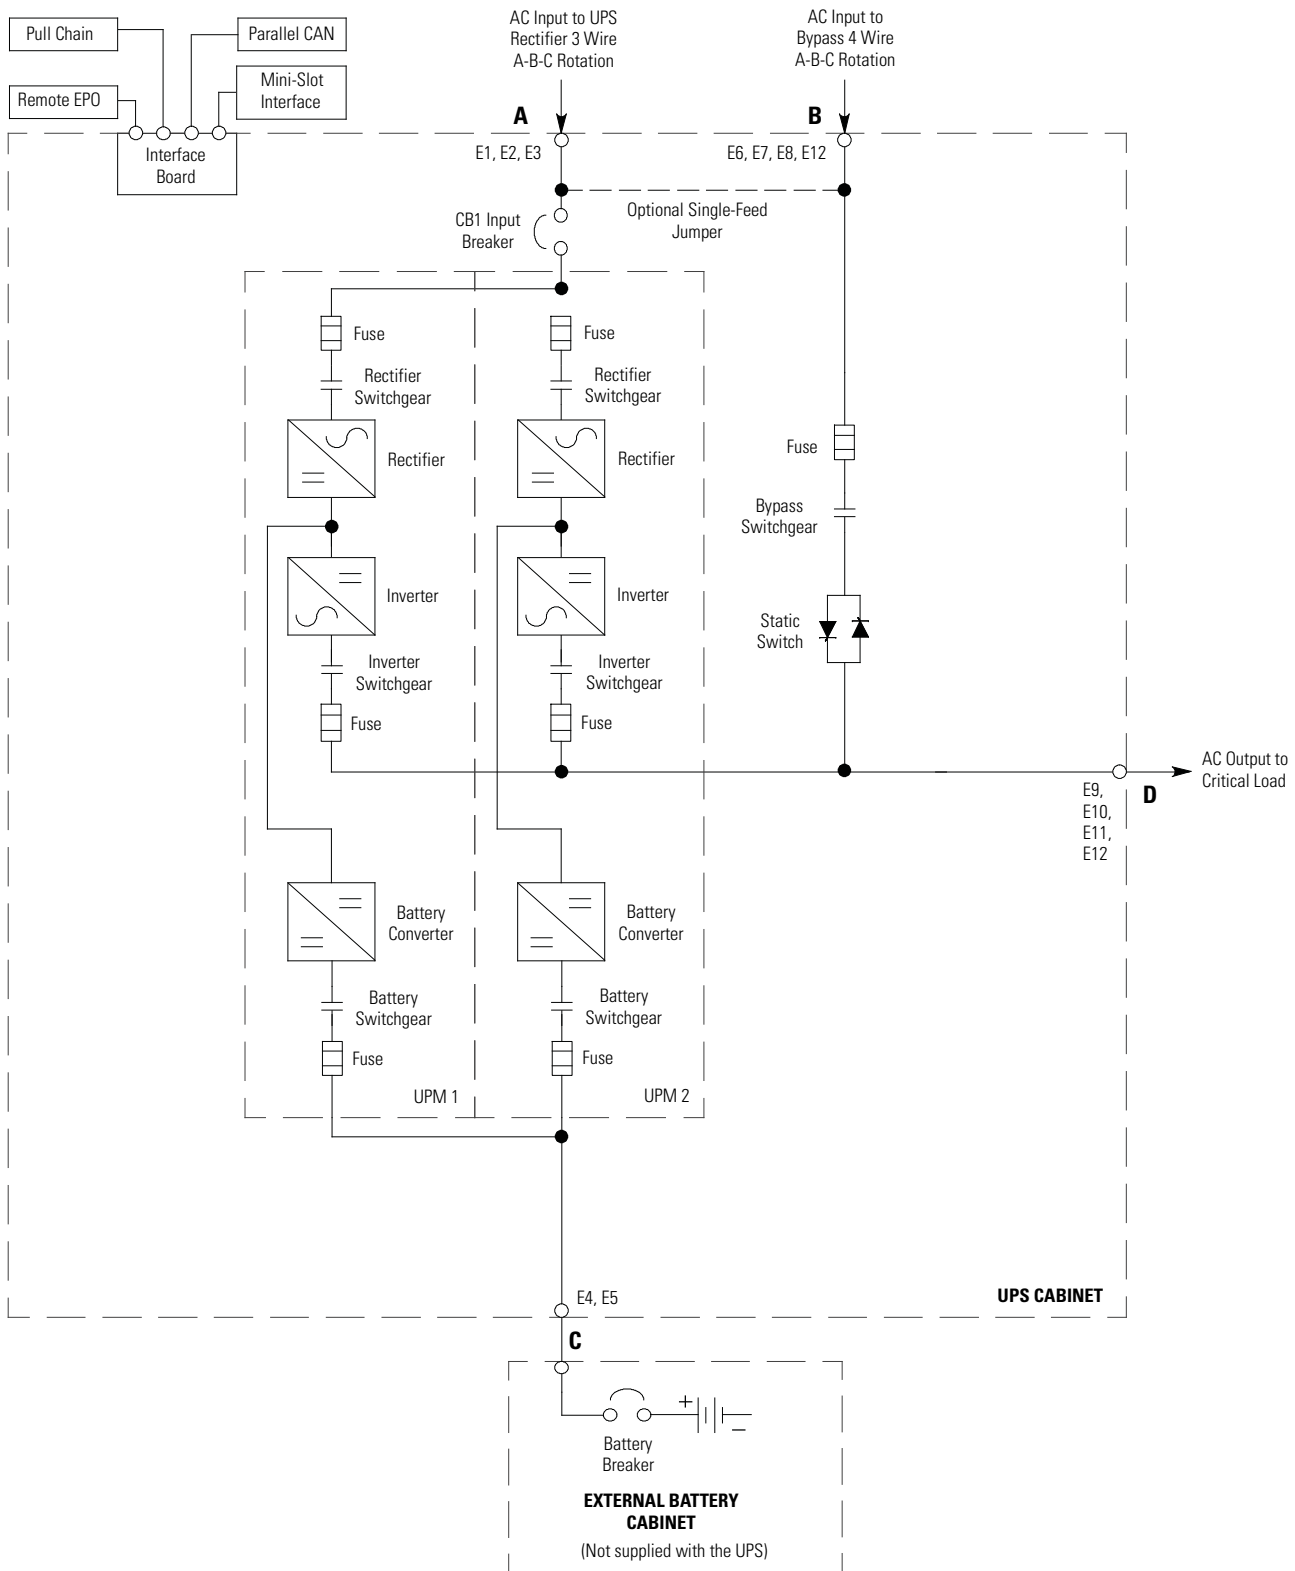 Pull Chain
Parallel CAN
Remote EPO
Mini-Slot
Interface
Interface
Board
AC Input to UPS
Rectifier 3 Wire
A-B-C Rotation
AC Input to
Bypass 4 Wire
A-B-C Rotation
A
B
E1, E2, E3
E6, E7, E8, E12
Optional Single-Feed
Jumper
CB1 Input
Breaker
Fuse
Fuse
Rectifier
Switchgear
Rectifier
Switchgear
Rectifier
Rectifier
Fuse
Bypass
Switchgear
Inverter
Inverter
Static
Switch
Inverter
Switchgear
Inverter
Switchgear
Fuse
Fuse
AC Output to
Critical Load
D
E9,
E10,
E11,
E12
Battery
Converter
Battery
Converter
Battery
Switchgear
Battery
Switchgear
Fuse
Fuse
UPM 1
UPM 2
E4, E5
UPS CABINET
C
+
–
Battery
Breaker
EXTERNAL BATTERY
CABINET
(Not supplied with the UPS)